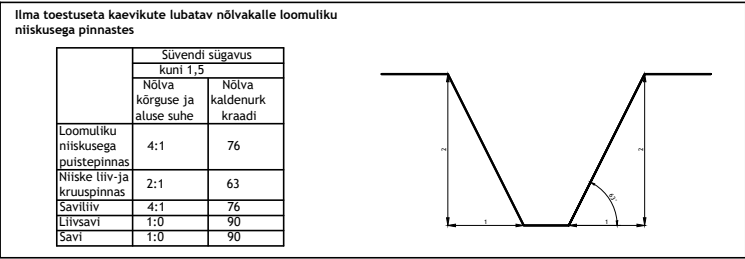 Ilma toestuseta kaevikute lubatav nõlvakalle loomuliku
niiskusega pinnastes
Süvendi sügavus
kuni 1,5
Nõlva
kõrguse ja
aluse suhe
Nõlva
kaldenurk
kraadi
Loomuliku
niiskusega
puistepinnas
4:1
76
Niiske liiv-ja
kruuspinnas
2:1
63
Saviliiv
4:1
76
Liivsavi
1:0
90
Savi
1:0
90
2
1
1
2
63°